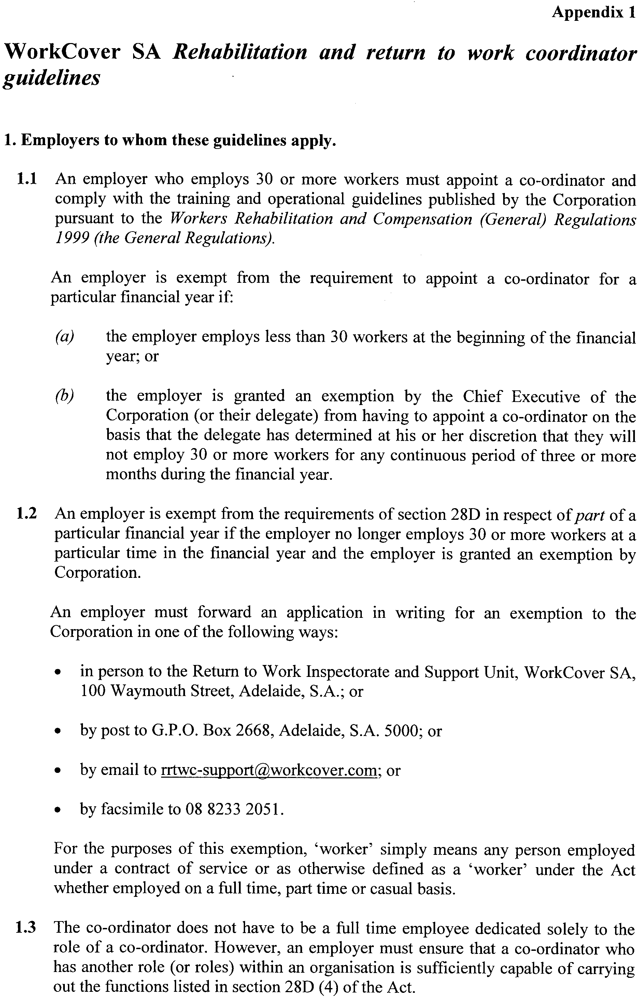 Appendix 1
WorkCover SA Rehabilitation and return to work coordinator
guidelines
1. Employers to whom these guidelines apply.
1.1 An employer who employs 30 or more workers must appoint a co-ordinator and
comply with the training and operational guidelines published by the Corporation
pursuant to the Workers Rehabilitation and Compensation (General) Regulations
1999 (the General Regulations).
An employer is exempt from the requirement to appoint a co-ordinator for a
particular financial year if:
(a) the employer employs less than 30 workers at the beginning of the financial
year; or
(b) the employer is granted an exemption by the Chief Executive of the
Corporation (or their delegate) from having to appoint a co-ordinator on the
basis that the delegate has determined at his or her discretion that they will
not employ 30 or more workers for any continuous period of three or more
months during the financial year.
1.2 An employer is exempt from the requirements of section 28D in respect of part of a
particular financial year if the employer no longer employs 30 or more workers at a
particular time in the financial year and the employer is granted an exemption by
Corporation.
An employer must forward an application in writing for an exemption to the
Corporation in one of the following ways:
• in person to the Return to Work Inspectorate and Support Unit, WorkCover SA,
100 Waymouth Street, Adelaide, S.A.; or
• by post to G.P.O. Box 2668, Adelaide, S.A. 5000; or
• by email to rrtwc-support@workcover.com; or
• by facsimile to 08 8233 2051.
For the purposes of this exemption, ‘worker’ simply means any person employed
under a contract of service or as otherwise defined as a ‘worker’ under the Act
whether employed on a full time, part time or casual basis.
1.3 The co-ordinator does not have to be a full time employee dedicated solely to the
role of a co-ordinator. However, an employer must ensure that a co-ordinator who
has another role (or roles) within an organisation is sufficiently capable of carrying
out the functions listed in section 28D (4) of the Act.